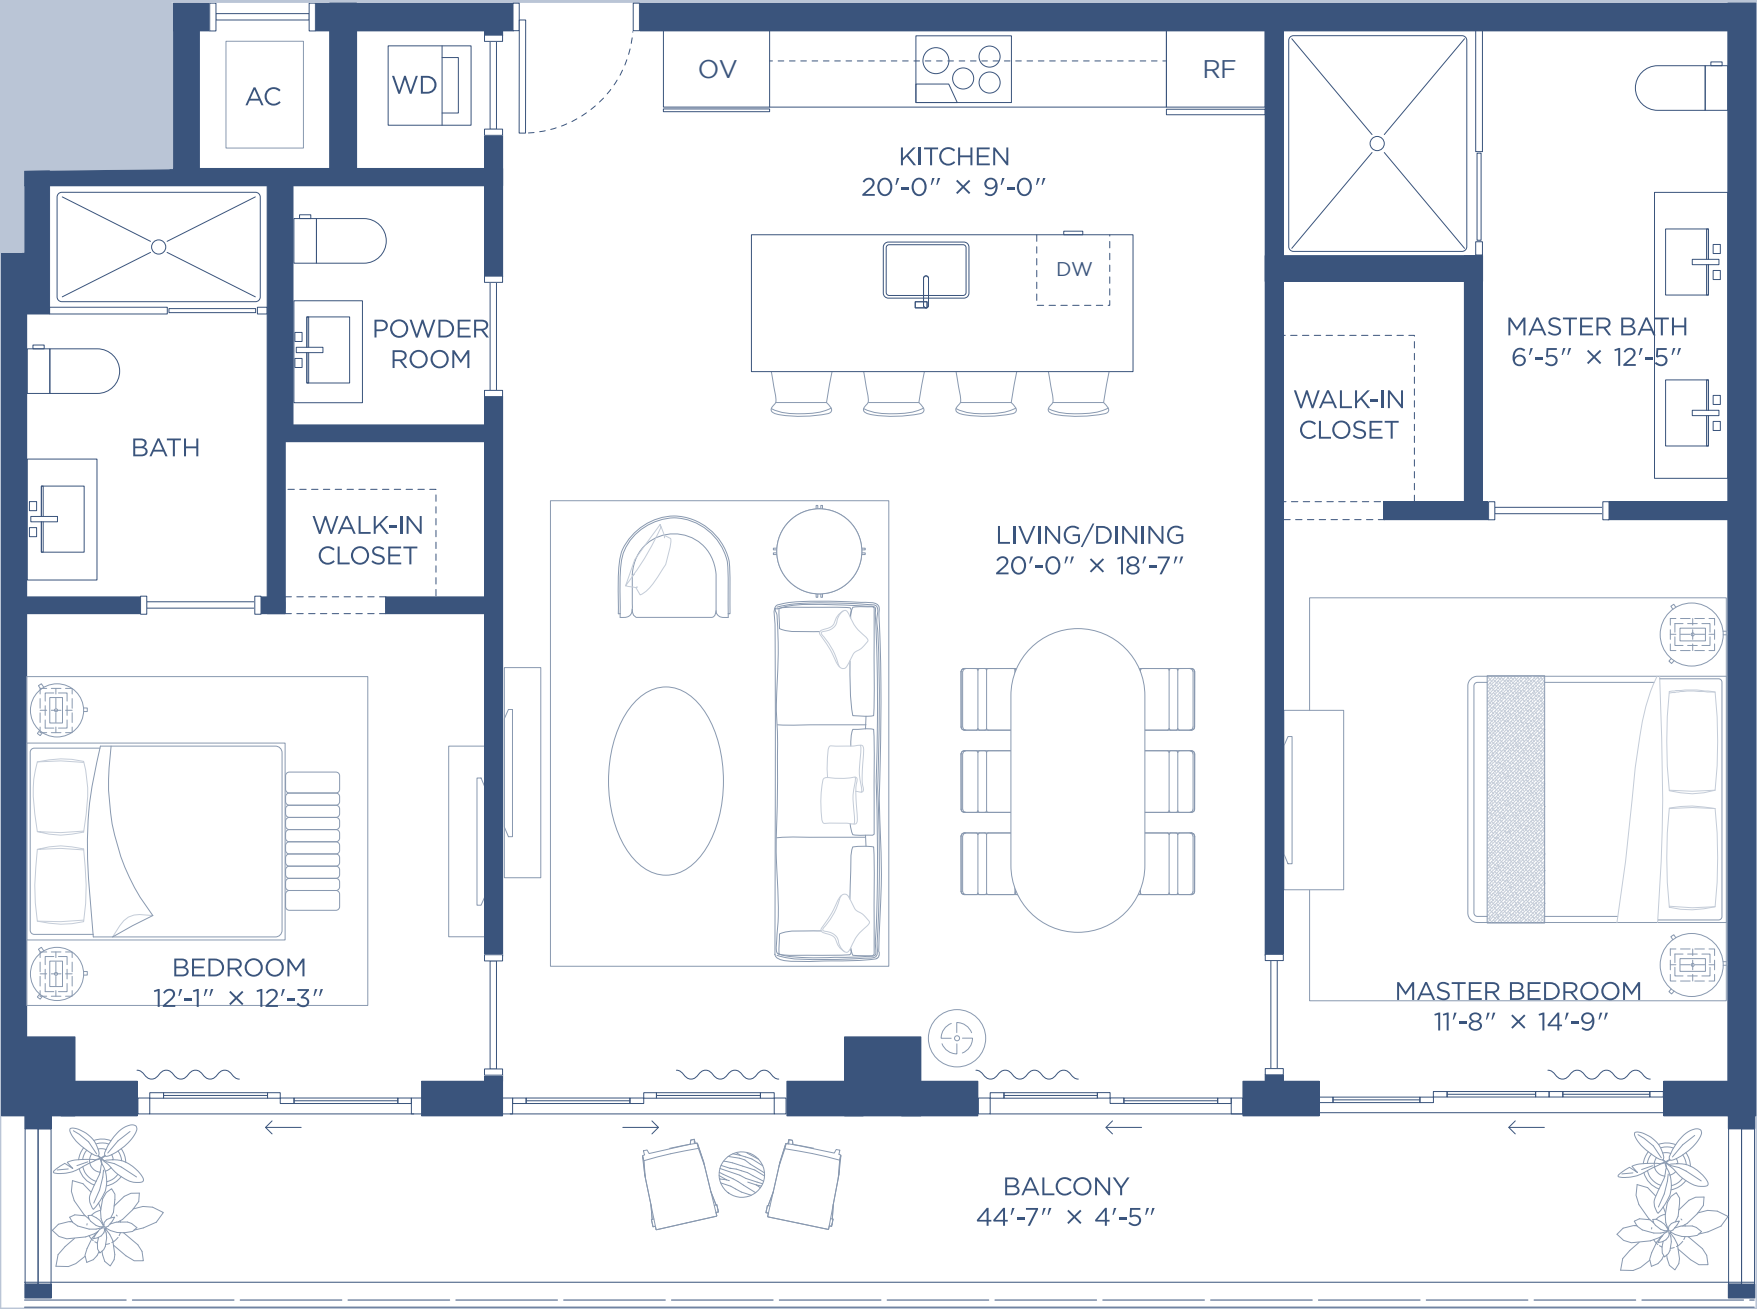 AC
WD
OV
RF
KITCHEN
20'-0" × 9'-0"
DW
POWDER
ROOM
MASTER BATH
6'-5" × 12'-5"
WALK-IN
CLOSET
BATH
WALK-IN
CLOSET
LIVING/DINING
20'-0" × 18'-7"
BEDROOM
12'-1" × 12'-3"
MASTER BEDROOM
11'-8" × 14'-9"
BALCONY
44'-7" × 4'-5"